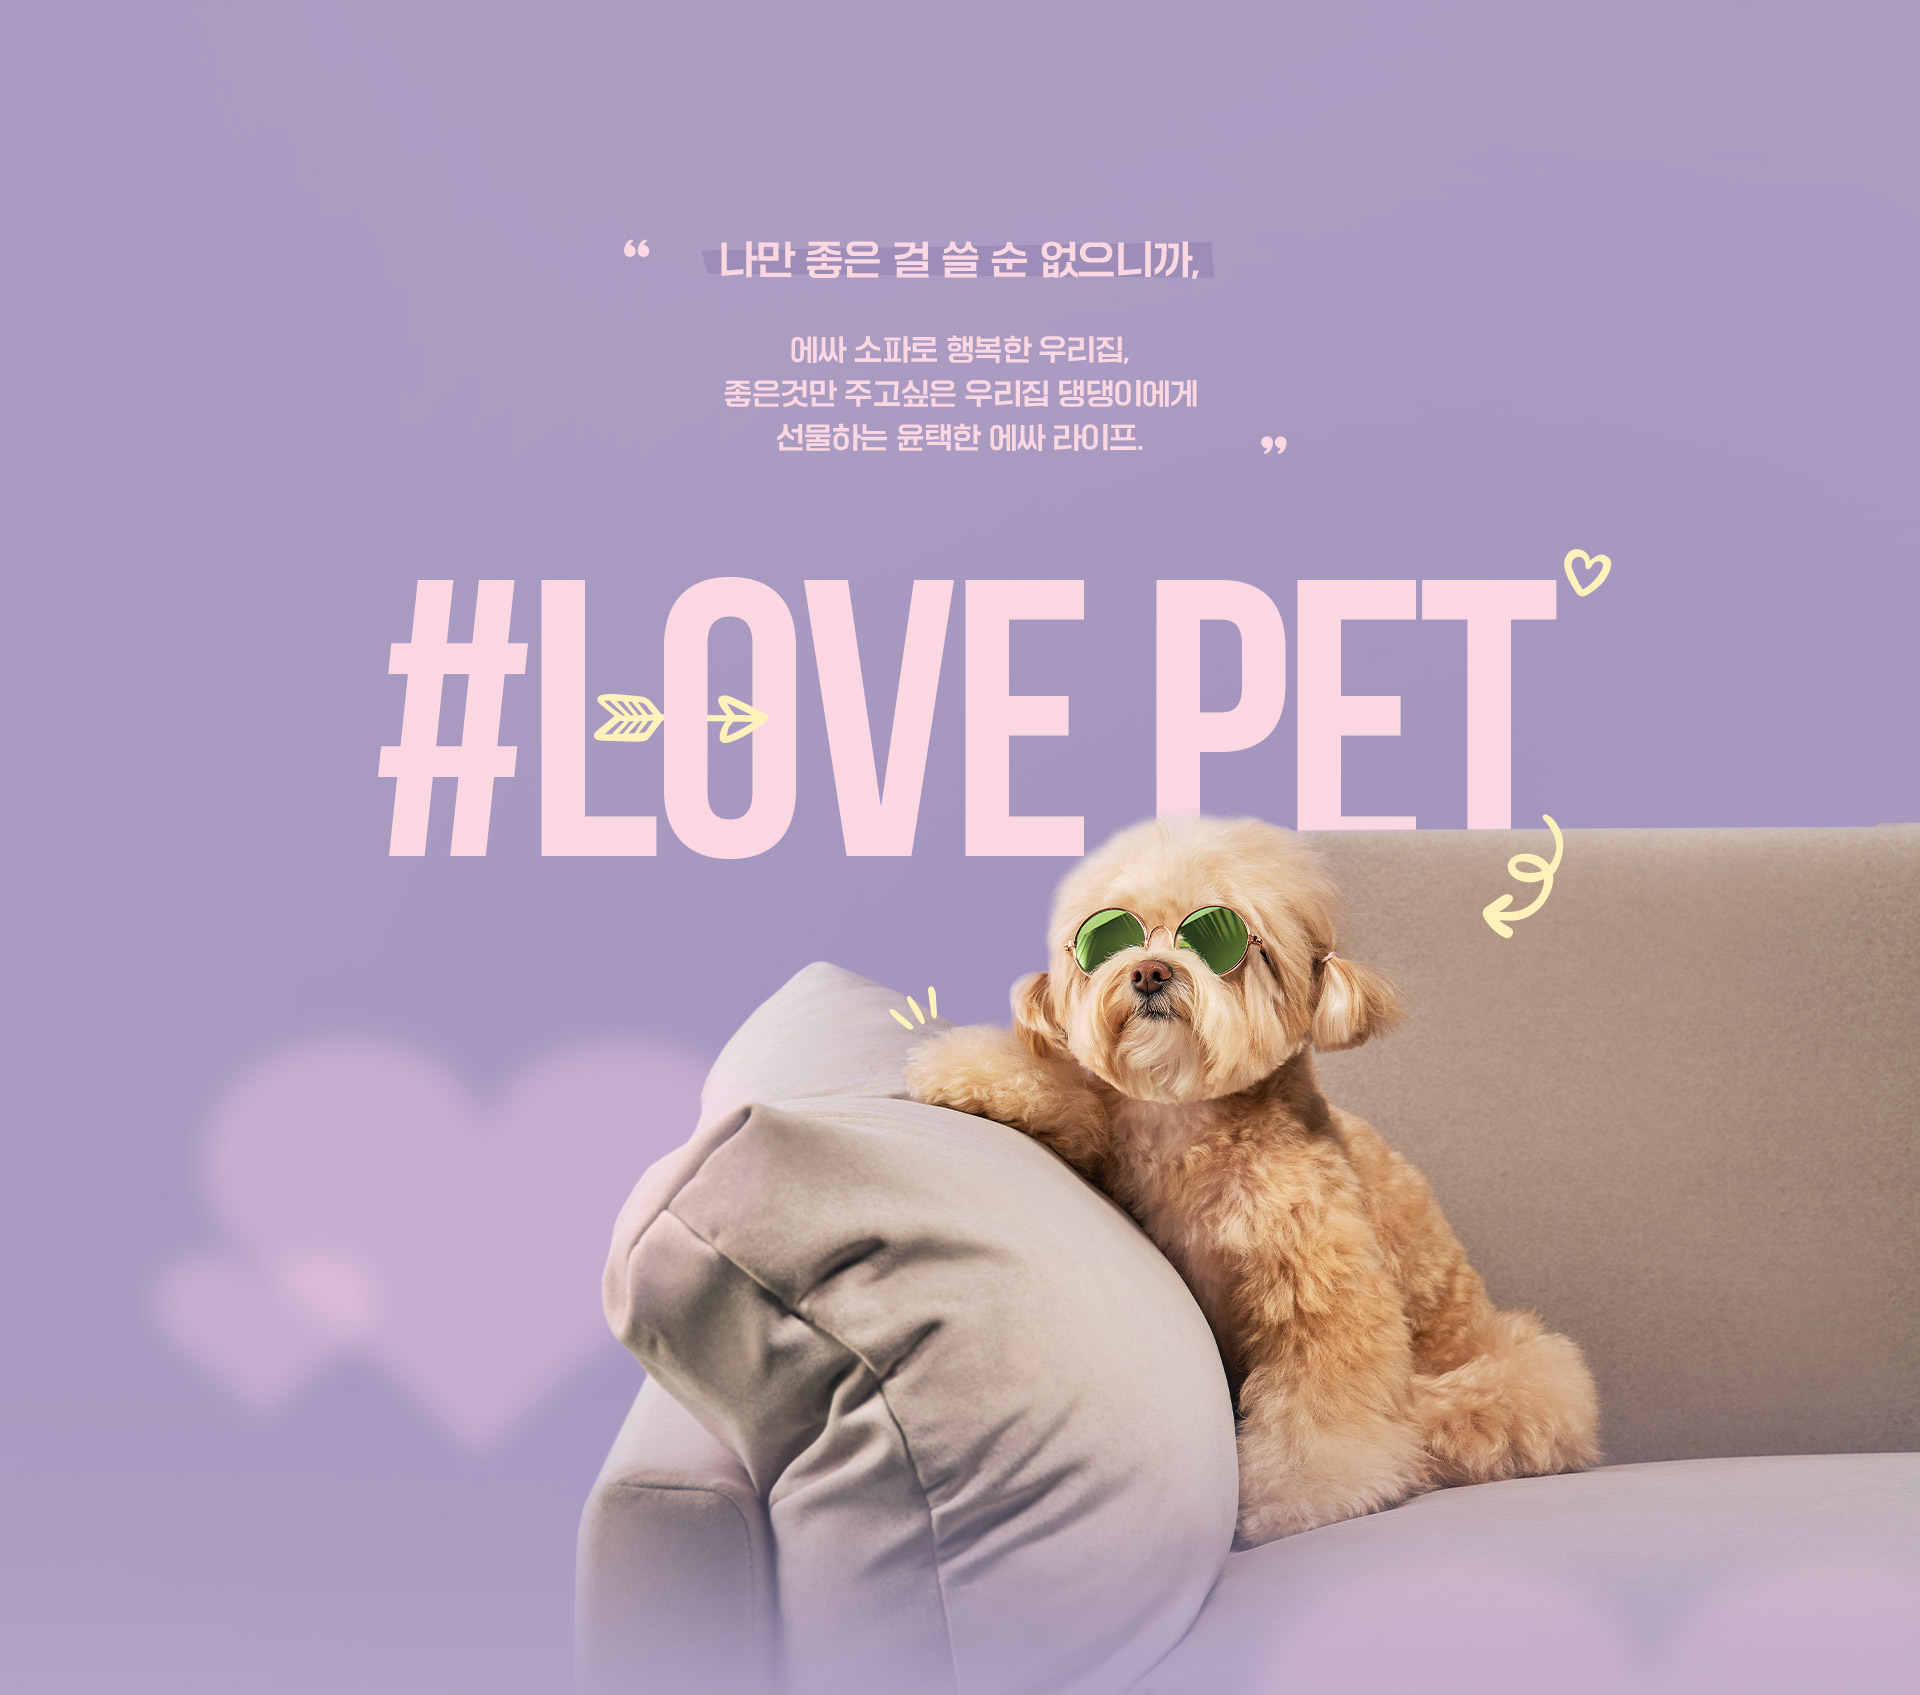 “ 나만 좋은 걸 쓸 순 없으니까,
에싸 소파로 행복한 우리집,
좋은것만 주고싶은 우리집 댕댕이에게
선물하는 윤택한 에싸 라이프. ”
#LOVE PET